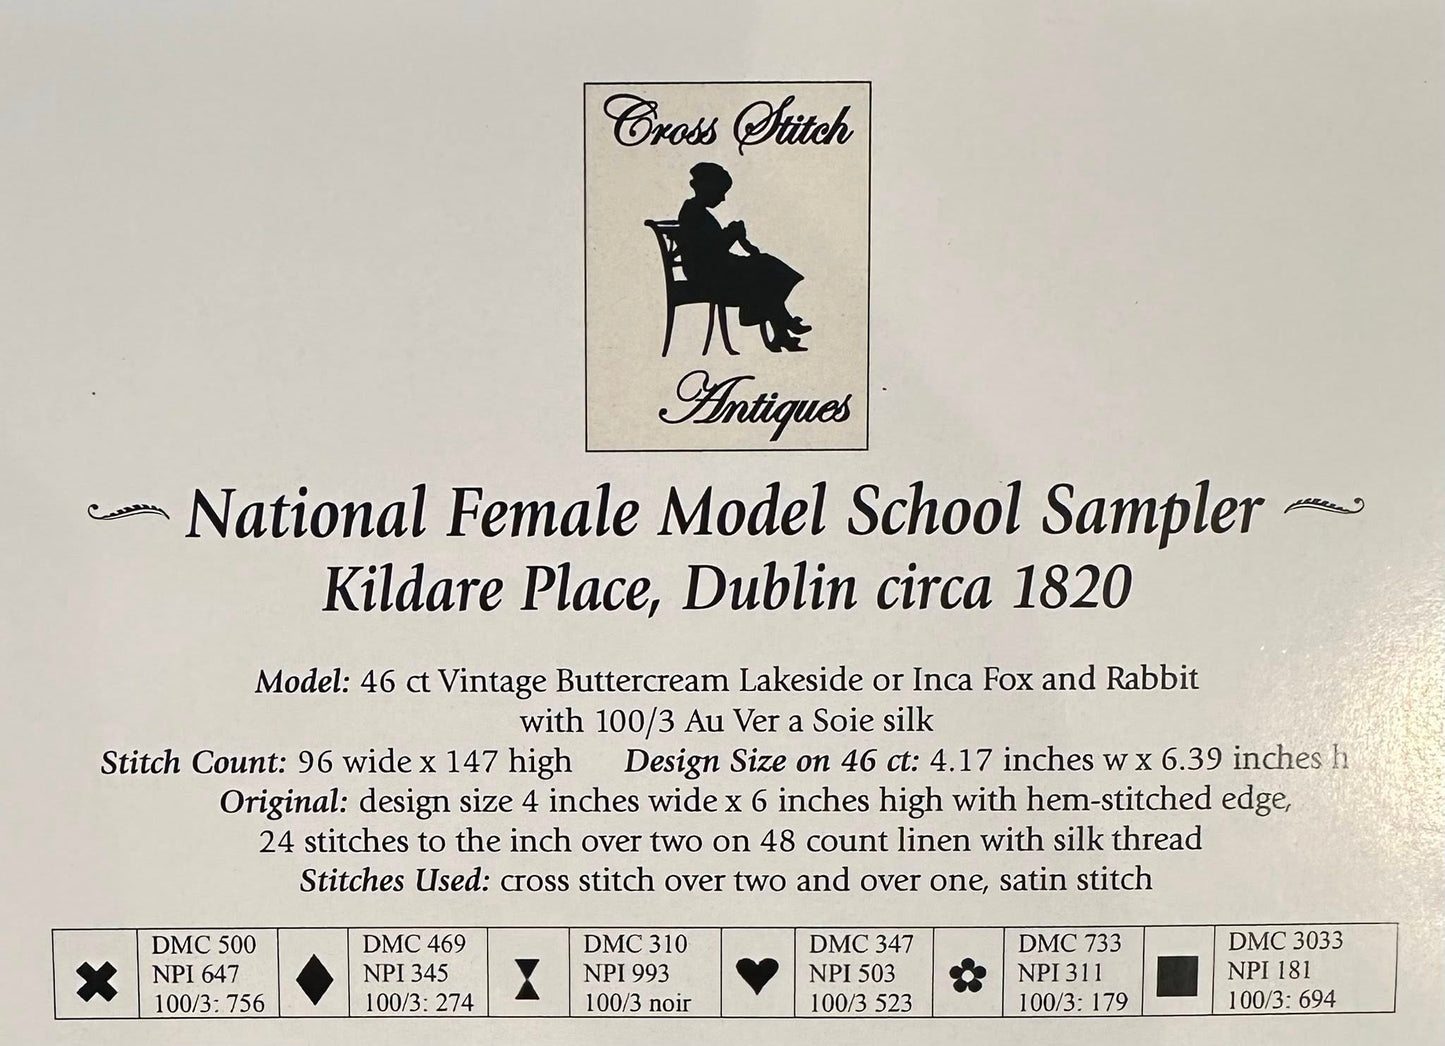 Cross Stitch
Antiques
National Female Model School Sampler
Kildare Place, Dublin circa 1820
Model: 46 ct Vintage Buttercream Lakeside or Inca Fox and Rabbit
with 100/3 Au Ver a Soie silk
Stitch Count: 96 wide x 147 high Design Size on 46 ct: 4.17 inches w x 6.39 inches h
Original: design size 4 inches wide x 6 inches high with hem-stitched edge,
24 stitches to the inch over two on 48 count linen with silk thread
Stitches Used: cross stitch over two and over one, satin stitch
DMC 500
NPI 647
100/3: 756
DMC 469
NPI 345
100/3: 274
DMC 310
NPI 993
100/3 noir
DMC 347
NPI 503
100/3 523
DMC 733
NPI 311
100/3: 179
DMC 3033
NPI 181
100/3: 694